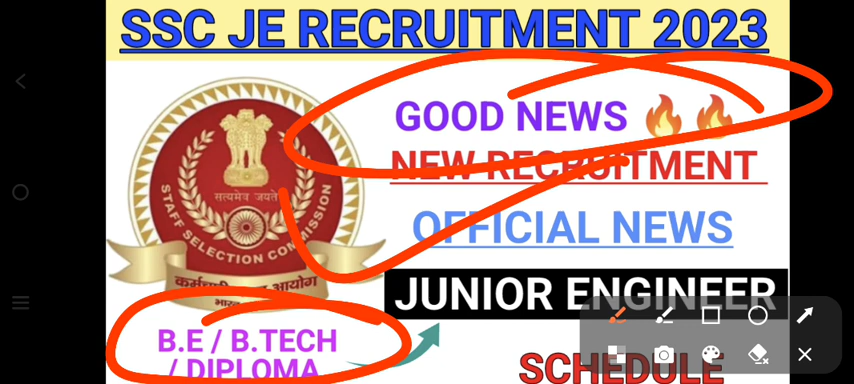 SSC JE RECRUITMENT 2023
GOOD NEWS 🔥🔥
NEW RECRUITMENT
OFFICIAL NEWS
JUNIOR ENGINEER
SCHEDULE
सत्यमेव जयते
STAFF SELECTION COMMISSION
कर्मचारी आयोग
B.E / B.TECH
/ DIPLOMA